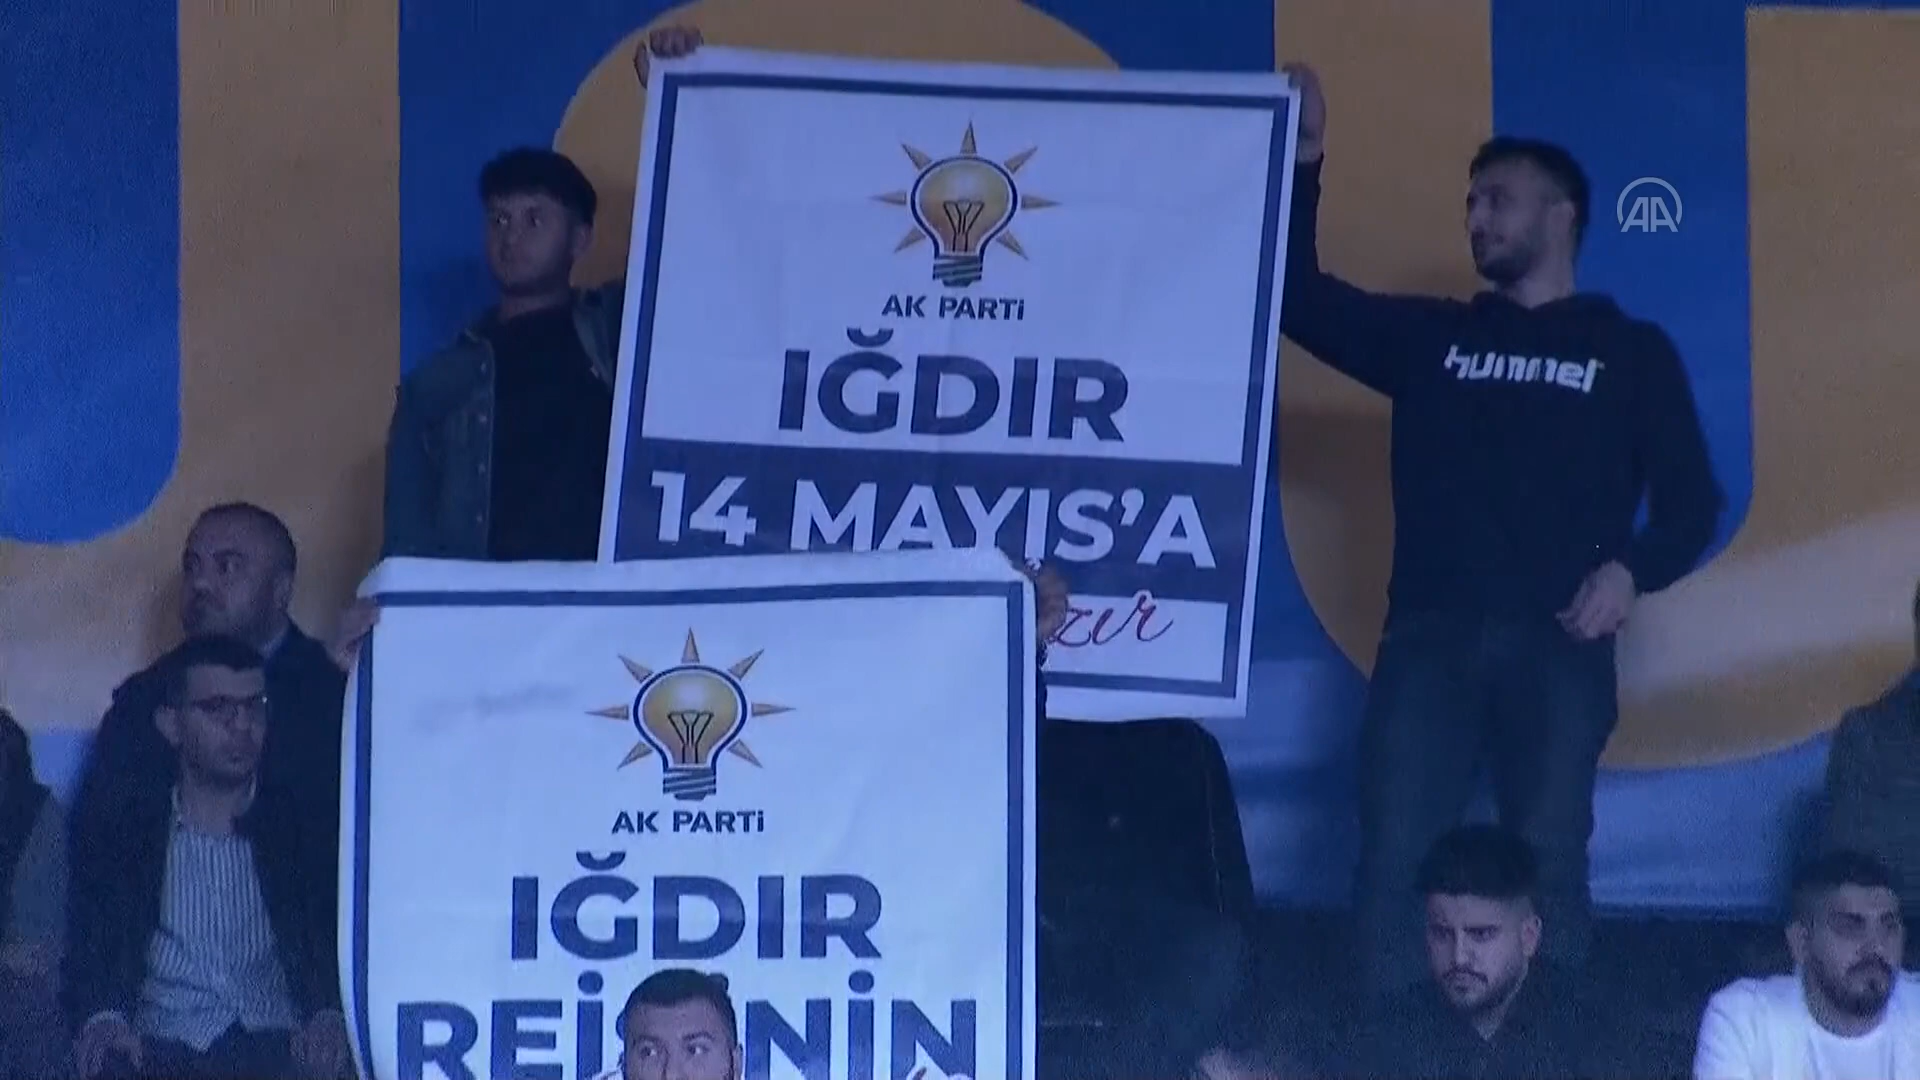 AK PARTİ
IĞDIR
14 MAYIS'A
AA
hummel
AK PARTİ
IĞDIR